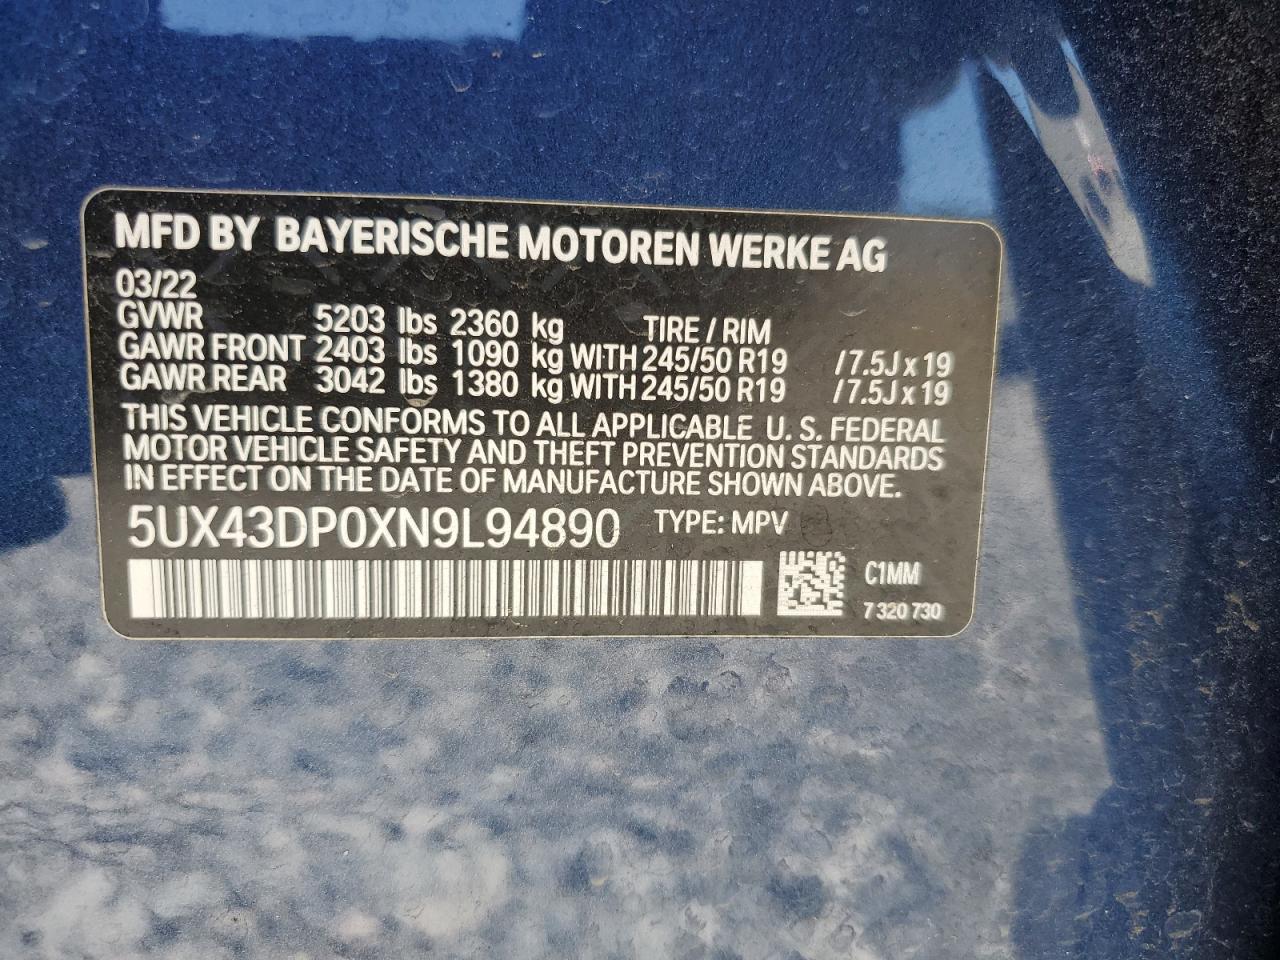 MFD BY BAYERISCHE MOTOREN WERKE AG
03/22
GVWR 5203 lbs 2360 kg TIRE / RIM
GAWR FRONT 2403 lbs 1090 kg WITH 245/50 R19 /7.5J x 19
GAWR REAR 3042 lbs 1380 kg WITH 245/50 R19 /7.5J x 19
THIS VEHICLE CONFORMS TO ALL APPLICABLE U. S. FEDERAL
MOTOR VEHICLE SAFETY AND THEFT PREVENTION STANDARDS
IN EFFECT ON THE DATE OF MANUFACTURE SHOWN ABOVE.
5UX43DP0XN9L94890 TYPE: MPV
C1MM
7 320 730